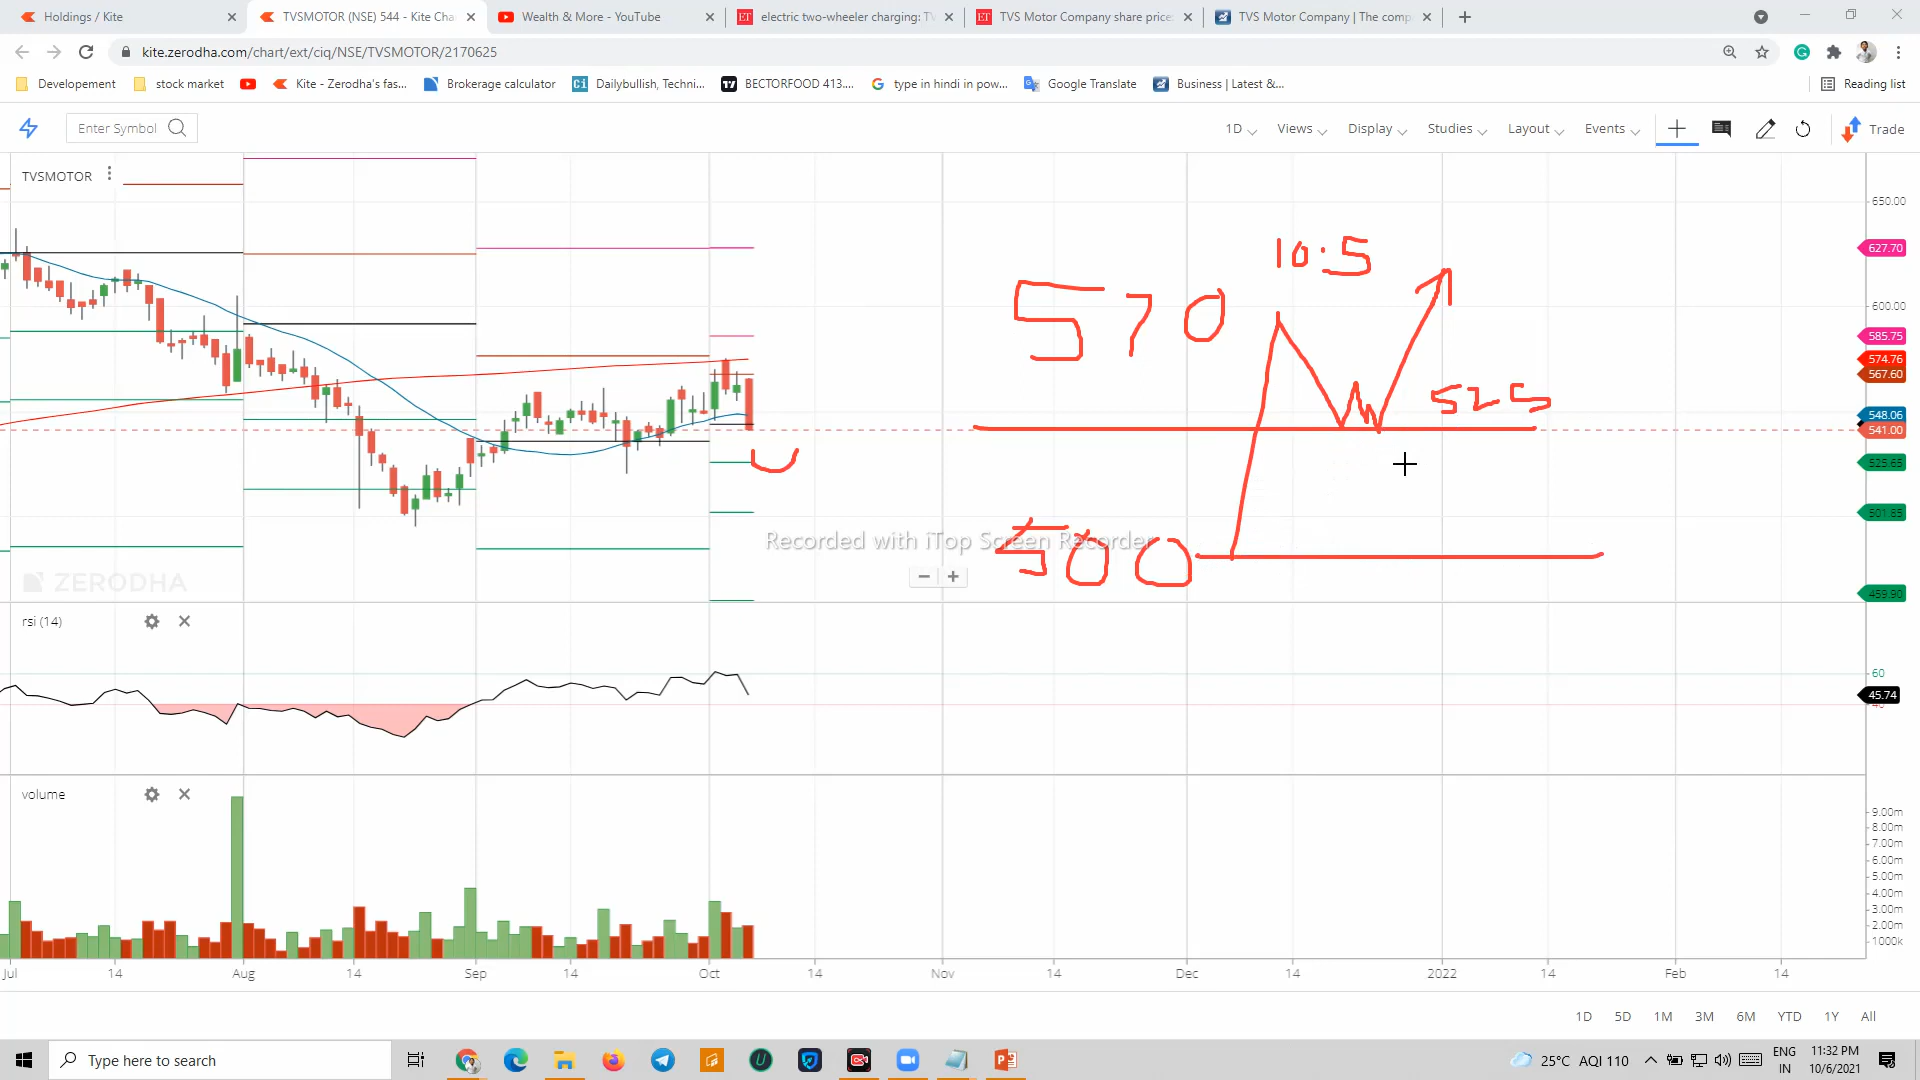 Holdings / Kite
TVSMOTOR (NSE) 544 - Kite Cha
Wealth & More - YouTube
electric two-wheeler charging: TV
TVS Motor Company share price
TVS Motor Company | The comp
kite.zerodha.com/chart/ext/ciq/NSE/TVSMOTOR/2170625
Developement
stock market
Kite - Zerodha's fas...
Brokerage calculator
Dailybullish, Techni...
BECTORFOOD 413....
type in hindi in pow...
Google Translate
Business | Latest &...
Reading list
Enter Symbol
1D
Views
Display
Studies
Layout
Events
Trade
TVSMOTOR
650.00
627.70
600.00
585.75
574.76
567.60
548.06
541.00
525.65
501.85
459.90
10.5
570
525
500
Recorded with iTop Screen Recorder
ZERODHA
rsi (14)
60
45.74
40
volume
9.00m
8.00m
7.00m
6.00m
5.00m
4.00m
3.00m
2.00m
1000k
Jul
14
Aug
14
Sep
14
Oct
14
Nov
14
Dec
14
2022
14
Feb
14
1D
5D
1M
3M
6M
YTD
1Y
All
Type here to search
25°C AQI 110
ENG
IN
11:32 PM
10/6/2021